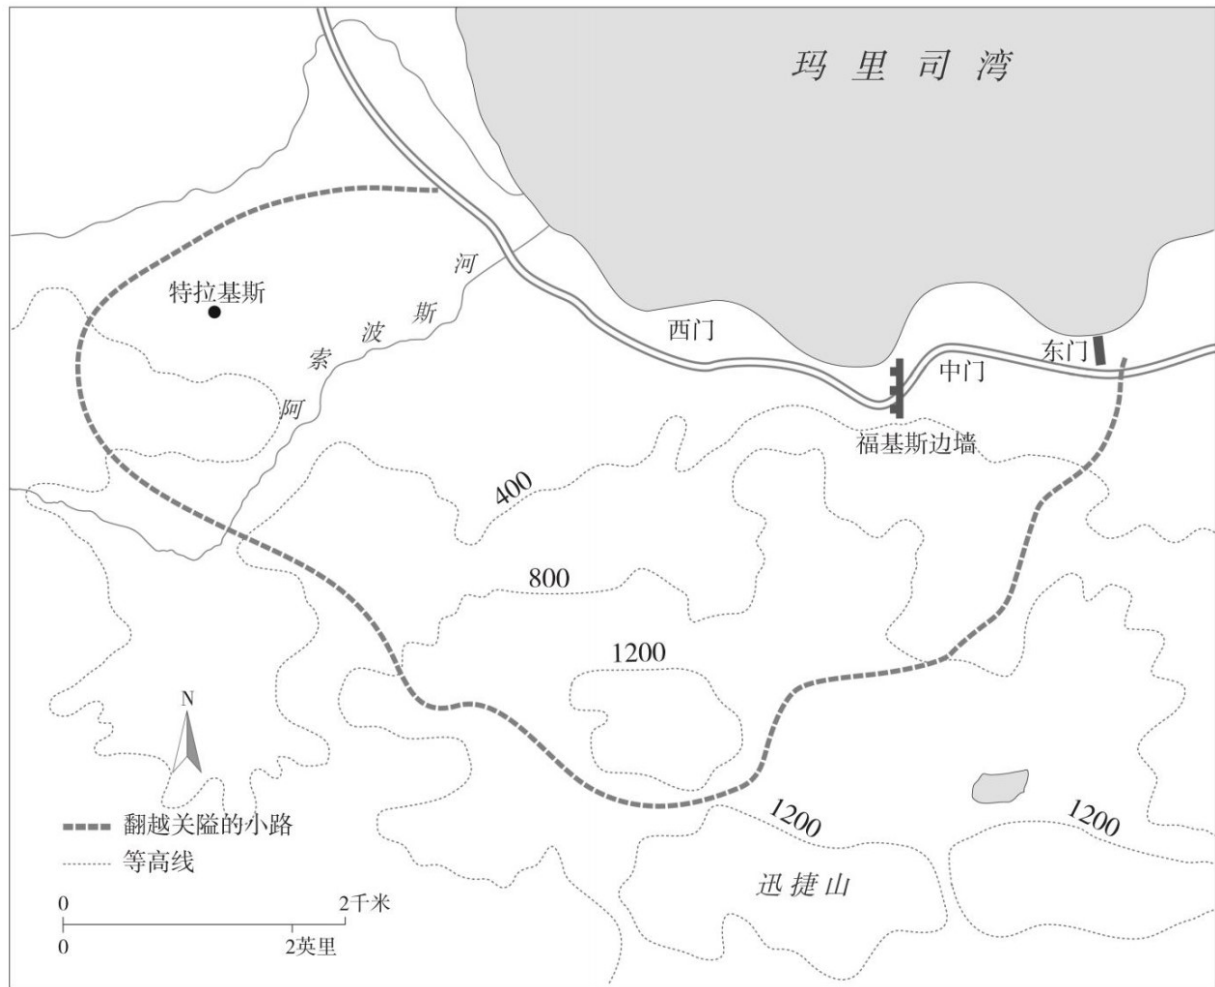 玛里司湾
特拉基斯
阿索波斯河
西门
中门
东门
福基斯边墙
400
800
1200
1200
1200
迅捷山
N
翻越关隘的小路
等高线
0 2千米
0 2英里